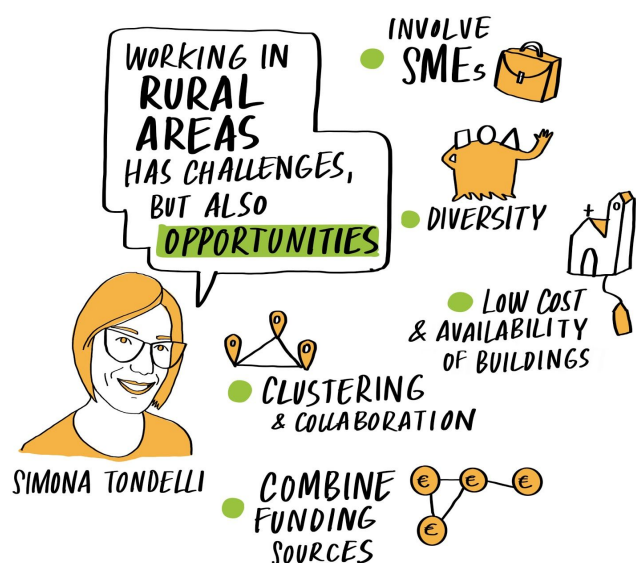 WORKING IN
RURAL
AREAS
HAS CHALLENGES,
BUT ALSO
OPPORTUNITIES
SIMONA TONDELLI
INVOLVE
SMEs
DIVERSITY
LOW COST
& AVAILABILITY
OF BUILDINGS
CLUSTERING
& COLLABORATION
COMBINE
FUNDING
SOURCES
€ € €
€